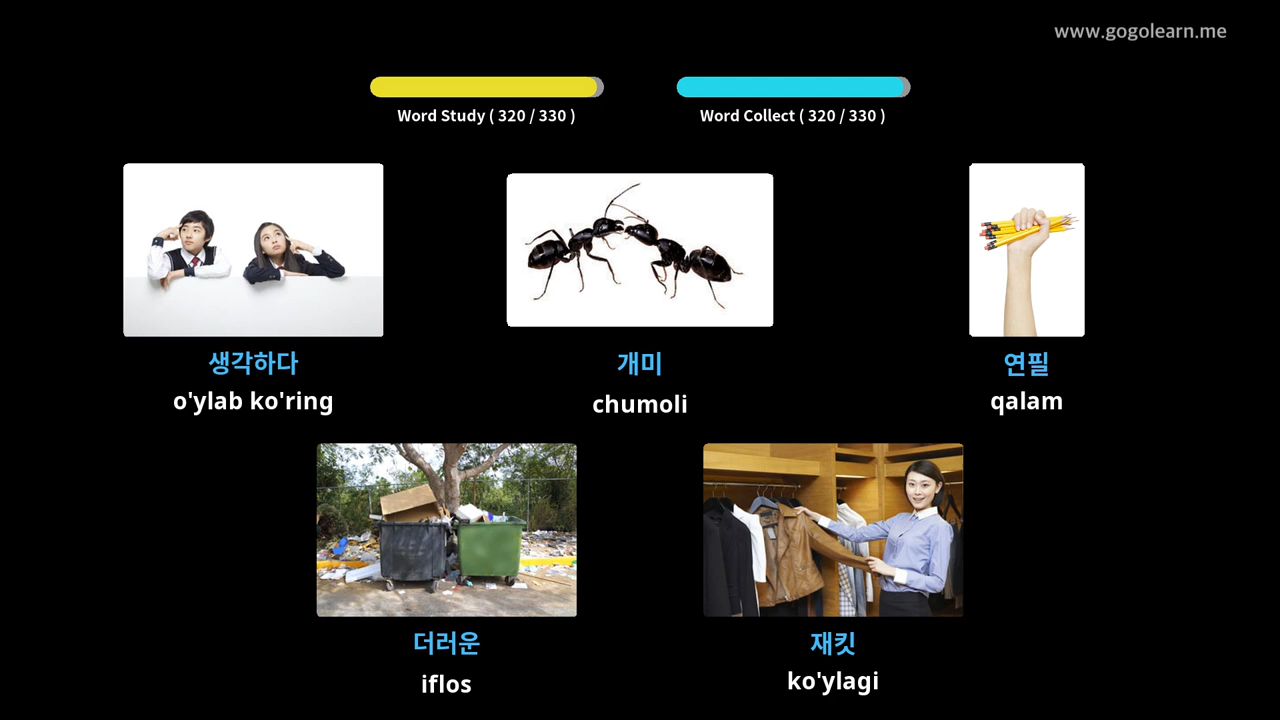 www.gogolearn.me
Word Study ( 320 / 330 )
Word Collect ( 320 / 330 )
생각하다
o'ylab ko'ring
개미
chumoli
연필
qalam
더러운
iflos
재킷
ko'ylagi